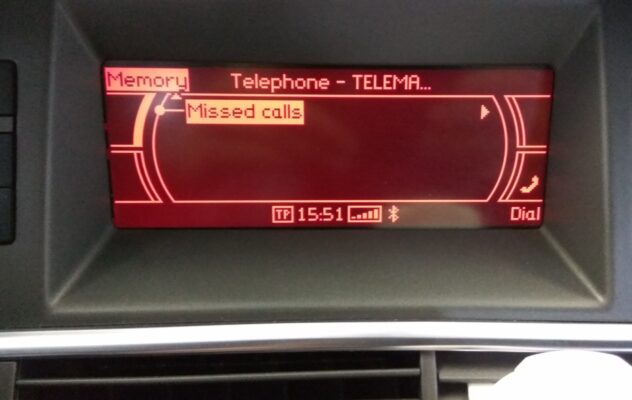 Memory
Telephone - TELEMA...
Missed calls
TP 15:51
Dial